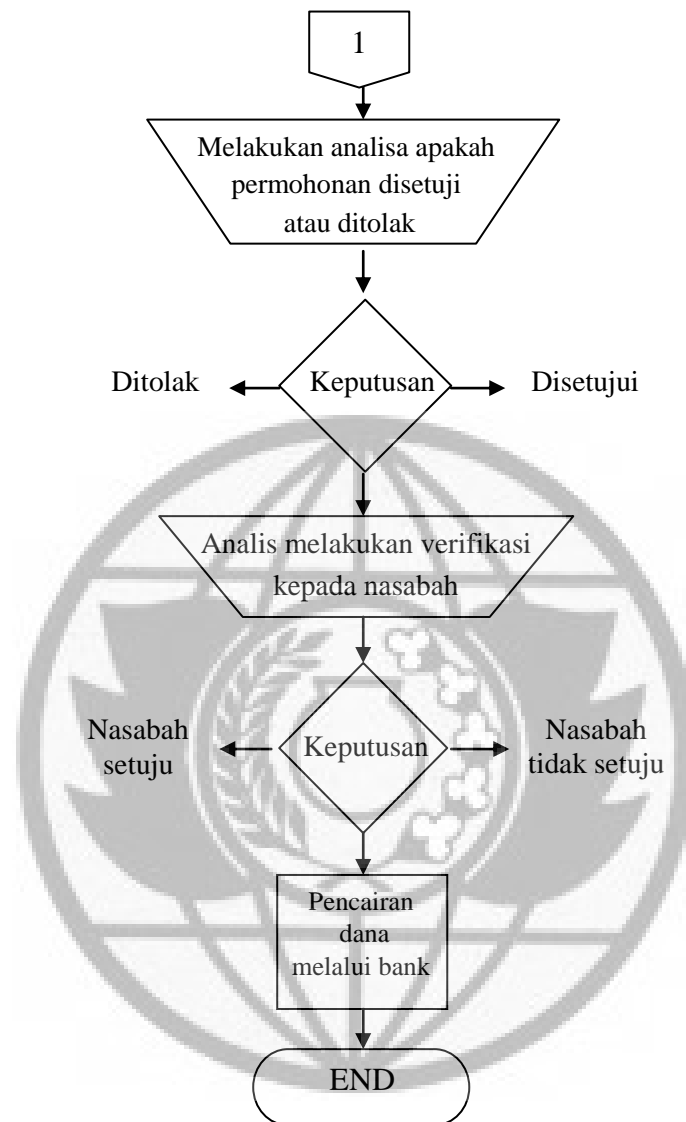 1
Melakukan analisa apakah
permohonan disetuji
atau ditolak
Ditolak
Keputusan
Disetujui
Analis melakukan verifikasi
kepada nasabah
Nasabah
setuju
Keputusan
Nasabah
tidak setuju
Pencairan
dana
melalui bank
END